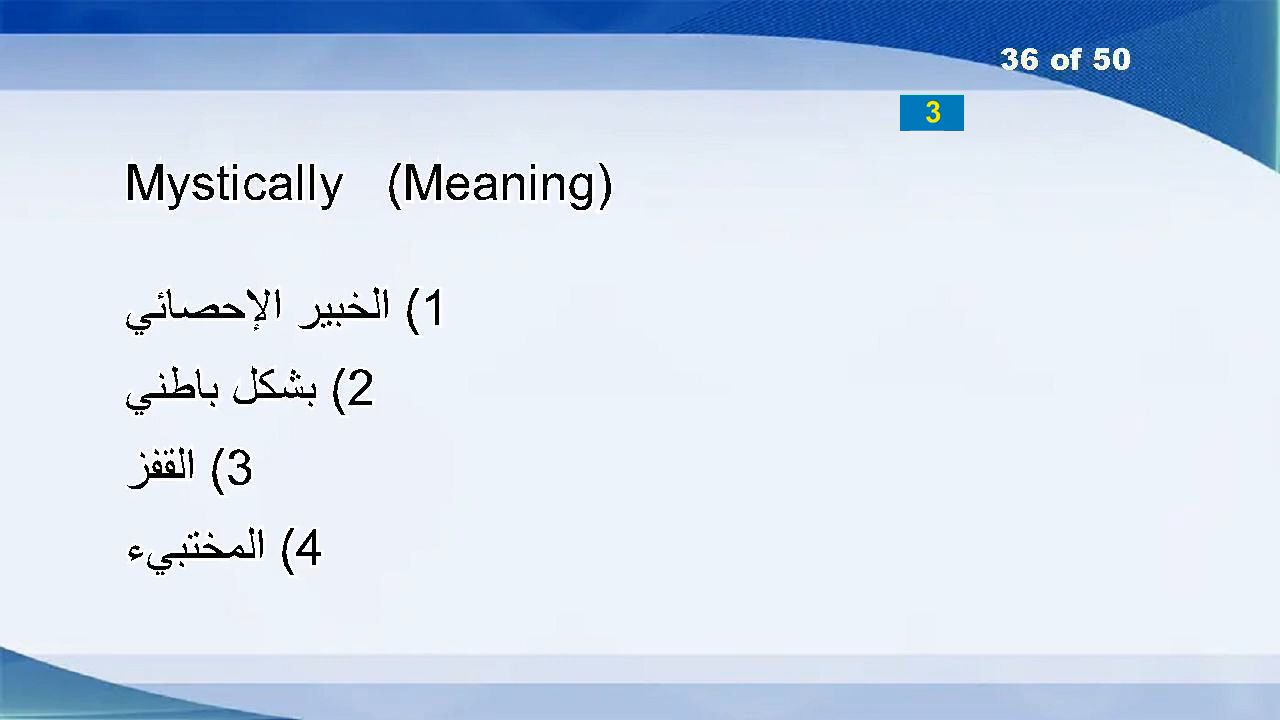 36 of 50
3
Mystically (Meaning)
1) الخبير الإحصائي
2) بشكل باطني
3) القفز
4) المختبيء